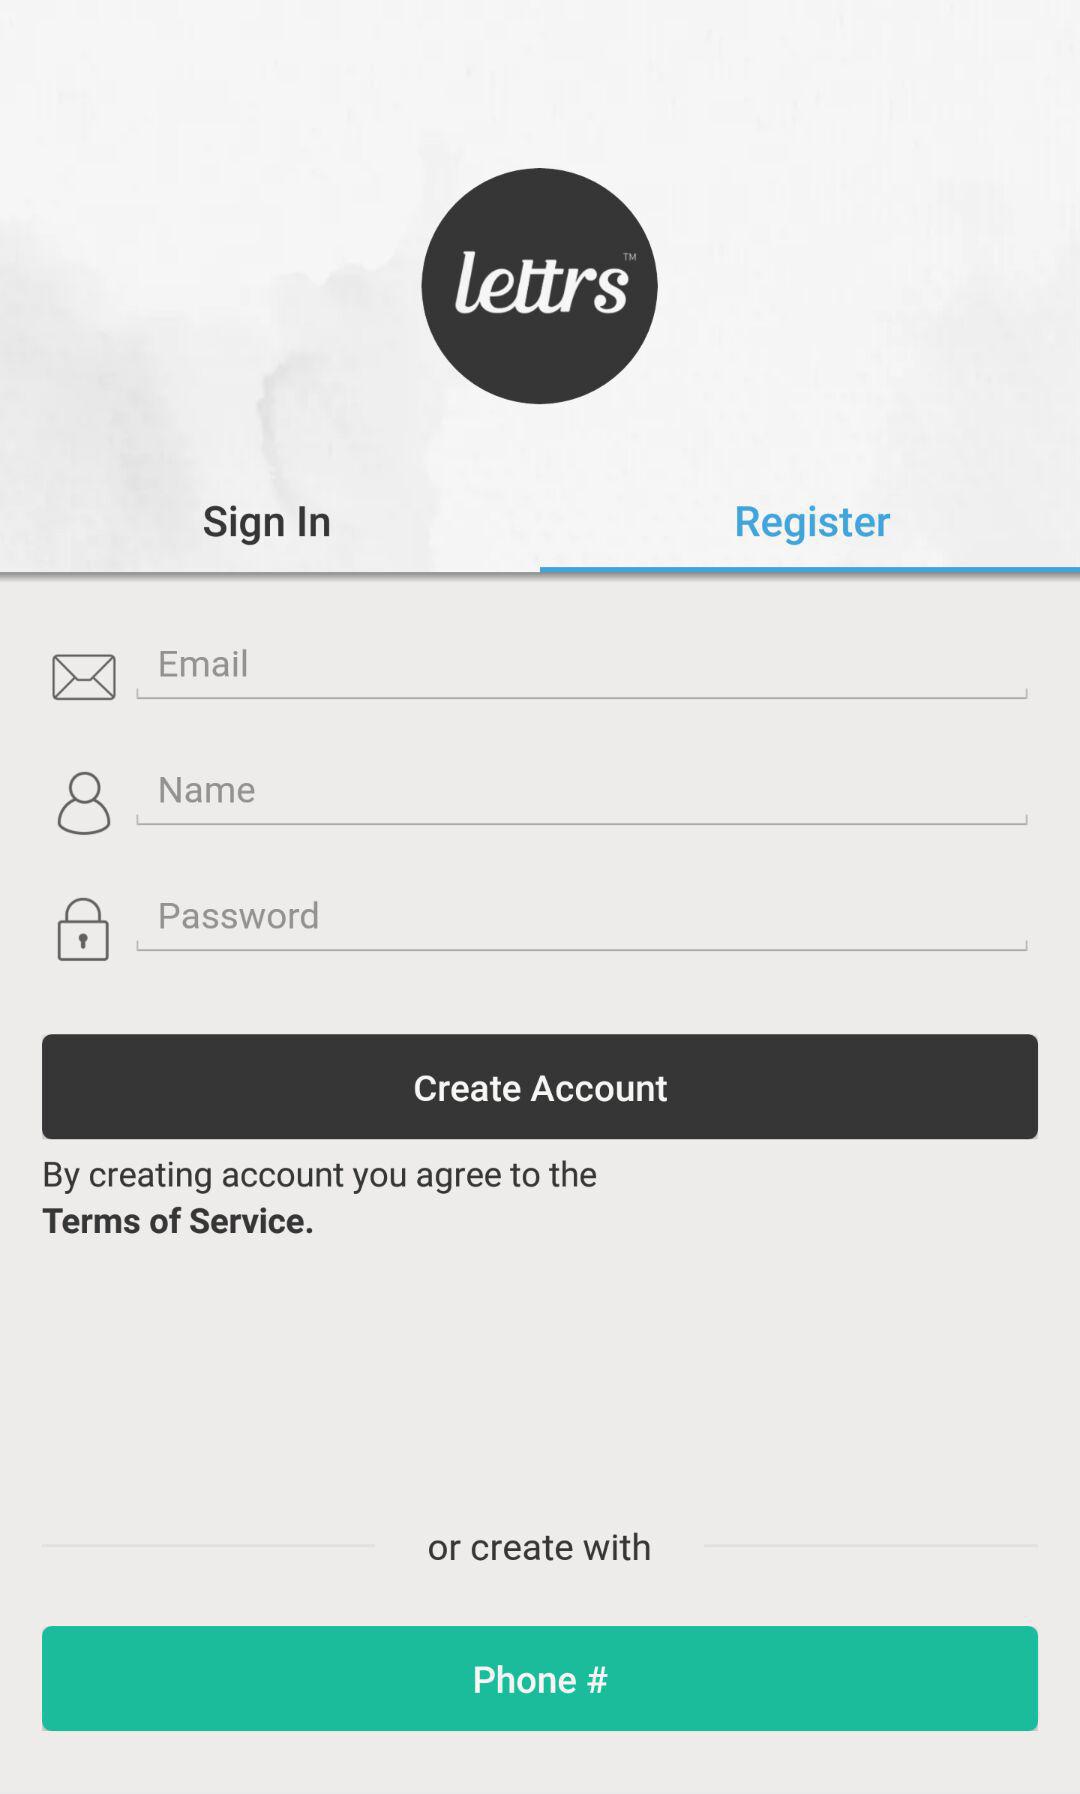 lettrs™
Sign In
Register
Email
Name
Password
Create Account
By creating account you agree to the
Terms of Service.
or create with
Phone #